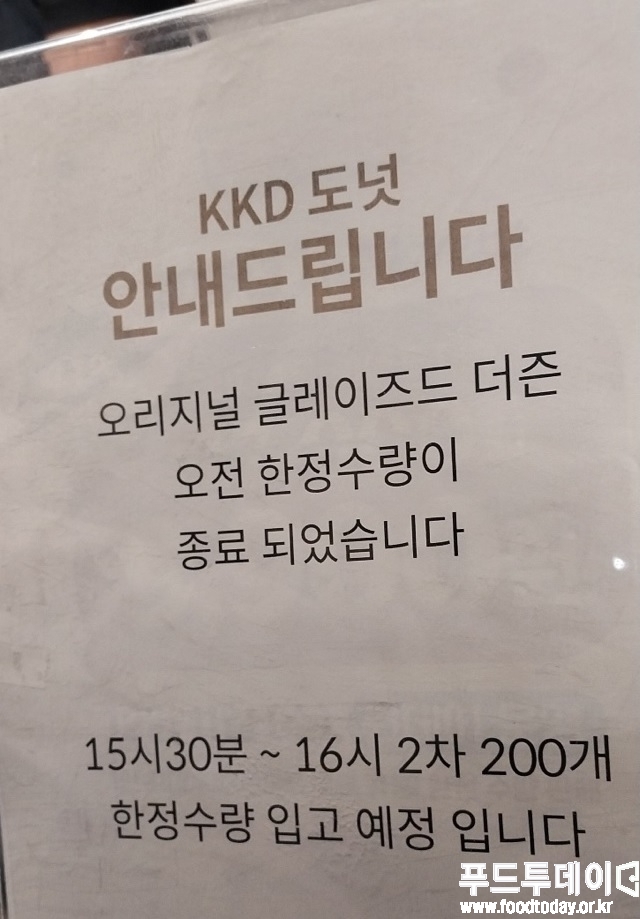 KKD 도넛
안내드립니다
오리지널 글레이즈드 더즌
오전 한정수량이
종료 되었습니다
15시30분 ~ 16시 2차 200개
한정수량 입고 예정 입니다
푸드투데이
www.foodtoday.or.kr